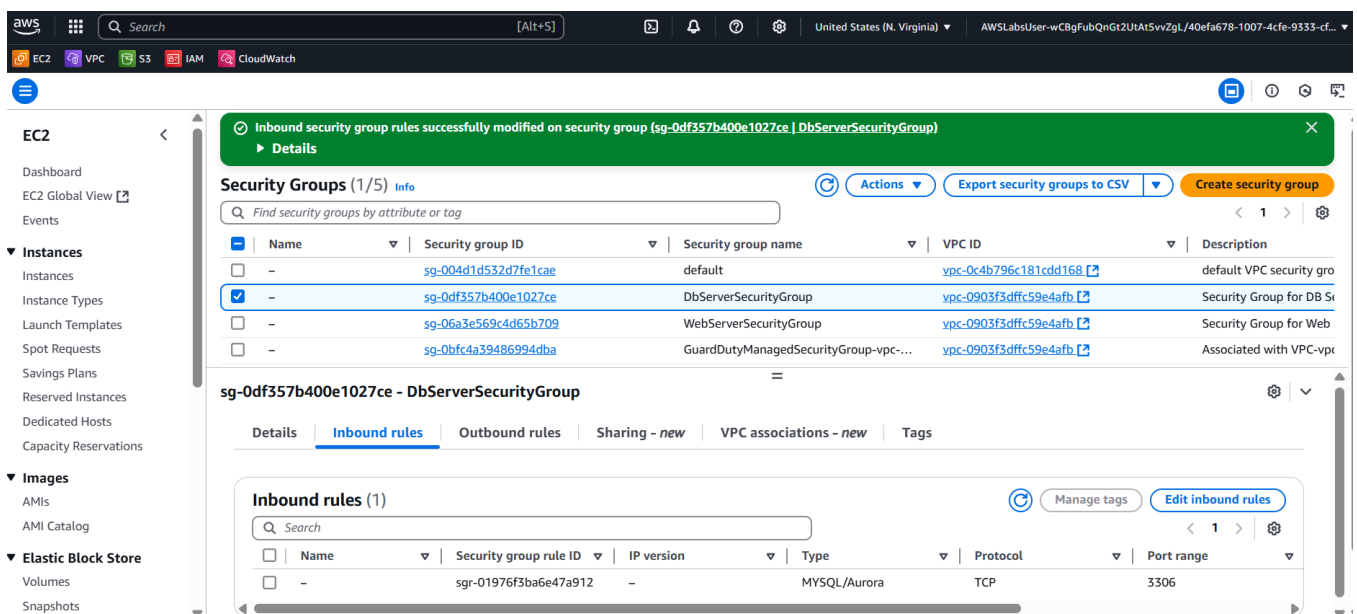 aws Search [Alt+S] United States (N. Virginia) AWSLabsUser-wCBgFubQnGt2UtAt5vvZgL/40efa678-1007-4cfe-9333-cf...
EC2 VPC S3 IAM CloudWatch
EC2
Dashboard
EC2 Global View
Events
Instances
Instances
Instance Types
Launch Templates
Spot Requests
Savings Plans
Reserved Instances
Dedicated Hosts
Capacity Reservations
Images
AMIs
AMI Catalog
Elastic Block Store
Volumes
Snapshots
Inbound security group rules successfully modified on security group (sg-0df357b400e1027ce | DbServerSecurityGroup)
Details
Security Groups (1/5) Info Actions Export security groups to CSV Create security group
Find security groups by attribute or tag 1
Name Security group ID Security group name VPC ID Description
– sg-004d1d532d7fe1cae default vpc-0c4b796c181cdd168 default VPC security gro
– sg-0df357b400e1027ce DbServerSecurityGroup vpc-0903f3dffc59e4afb Security Group for DB Se
– sg-06a3e569c4d65b709 WebServerSecurityGroup vpc-0903f3dffc59e4afb Security Group for Web
– sg-0bfc4a39486994dba GuardDutyManagedSecurityGroup-vpc-... vpc-0903f3dffc59e4afb Associated with VPC-vpc
sg-0df357b400e1027ce - DbServerSecurityGroup
Details Inbound rules Outbound rules Sharing - new VPC associations - new Tags
Inbound rules (1) Manage tags Edit inbound rules
Search 1
Name Security group rule ID IP version Type Protocol Port range
– sgr-01976f3ba6e47a912 – MYSQL/Aurora TCP 3306